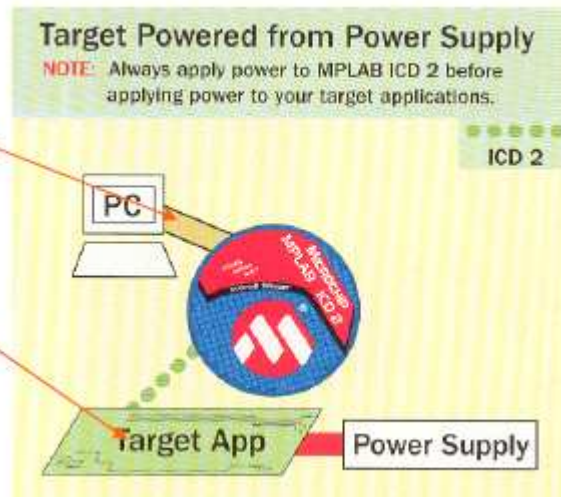 Target Powered from Power Supply
NOTE: Always apply power to MPLAB ICD 2 before
applying power to your target applications.
ICD 2
PC
MICROCHIP
MPLAB ICD 2
Target App
Power Supply